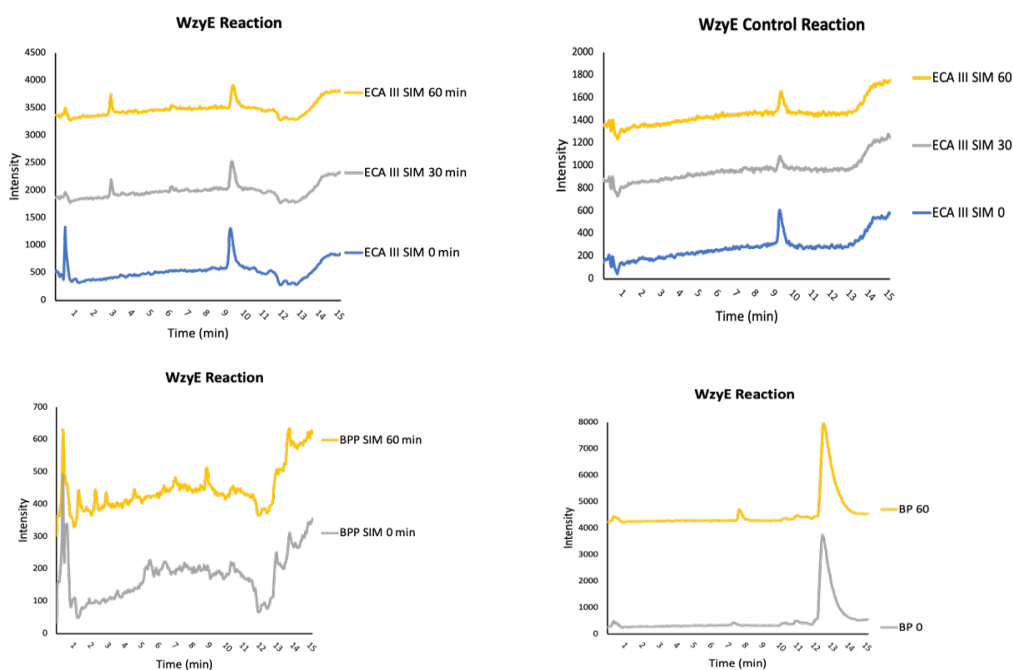 WzyE Reaction
4500
4000
3500
3000
2500
2000
1500
1000
500
0
Intensity
1 2 3 4 5 6 7 8 9 10 11 12 13 14 15
Time (min)
ECA III SIM 60 min
ECA III SIM 30 min
ECA III SIM 0 min
WzyE Control Reaction
2000
1800
1600
1400
1200
1000
800
600
400
200
0
Intensity
1 2 3 4 5 6 7 8 9 10 11 12 13 14 15
Time (min)
ECA III SIM 60
ECA III SIM 30
ECA III SIM 0
WzyE Reaction
700
600
500
400
300
200
100
0
Intensity
1 2 3 4 5 6 7 8 9 10 11 12 13 14 15
Time (min)
BPP SIM 60 min
BPP SIM 0 min
WzyE Reaction
8000
7000
6000
5000
4000
3000
2000
1000
0
Intensity
1 2 3 4 5 6 7 8 9 10 11 12 13 14 15
Time (min)
BP 60
BP 0